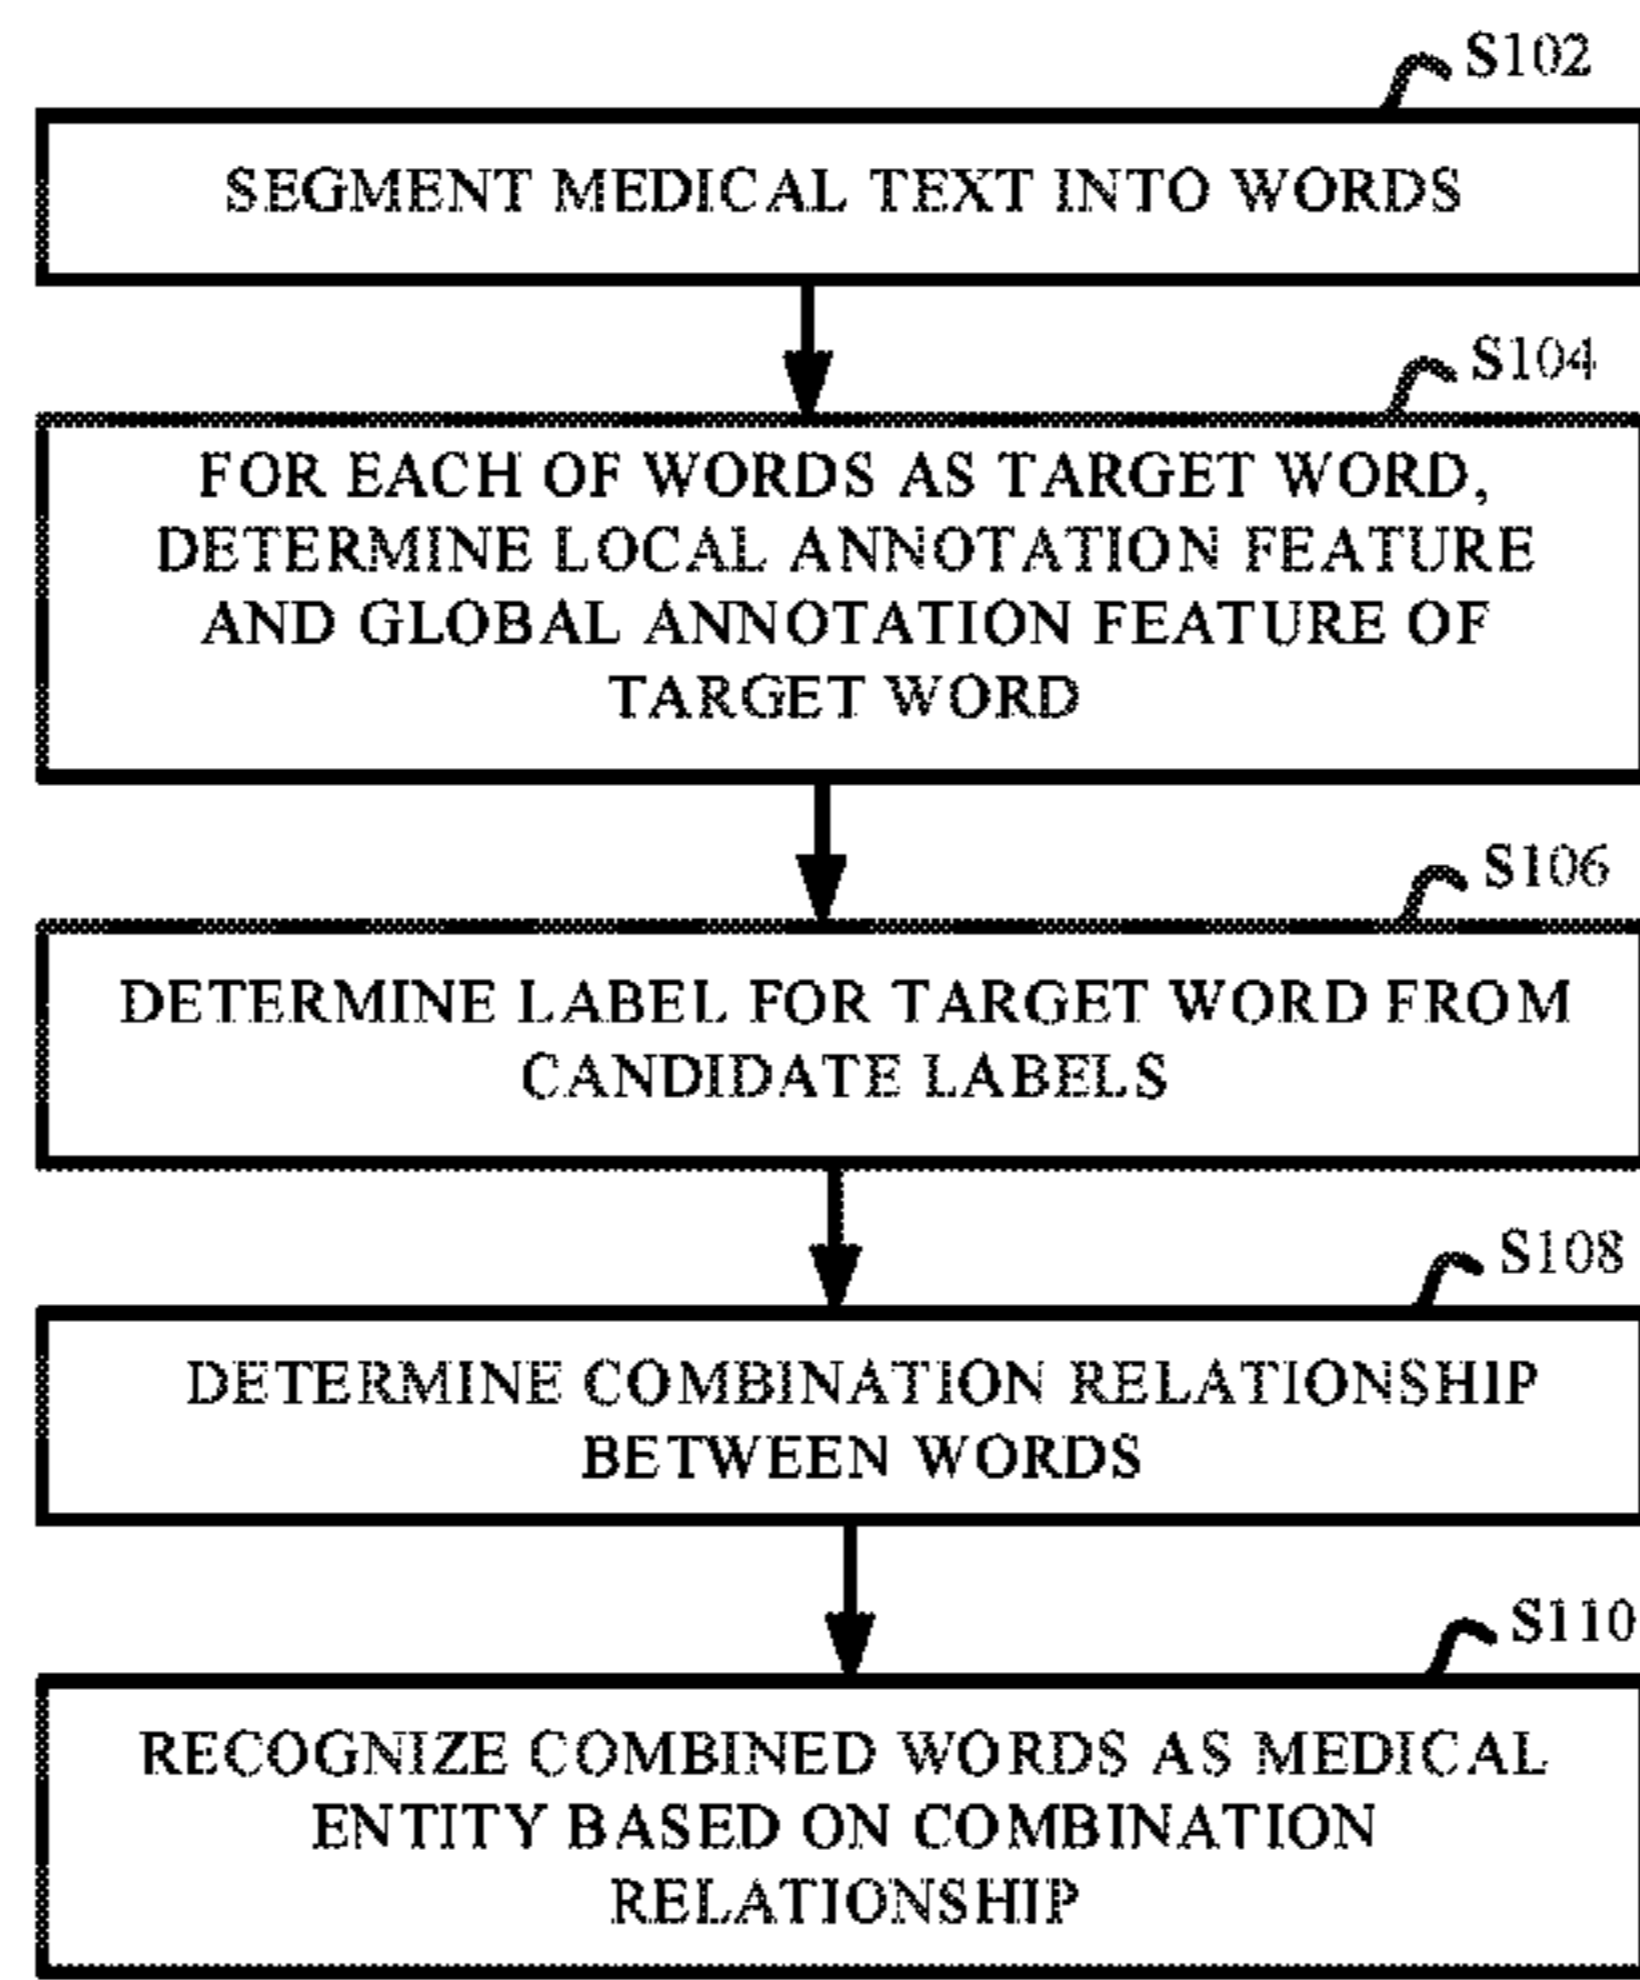 S102
SEGMENT MEDICAL TEXT INTO WORDS
S104
FOR EACH OF WORDS AS TARGET WORD,
DETERMINE LOCAL ANNOTATION FEATURE
AND GLOBAL ANNOTATION FEATURE OF
TARGET WORD
S106
DETERMINE LABEL FOR TARGET WORD FROM
CANDIDATE LABELS
S108
DETERMINE COMBINATION RELATIONSHIP
BETWEEN WORDS
S110
RECOGNIZE COMBINED WORDS AS MEDICAL
ENTITY BASED ON COMBINATION
RELATIONSHIP